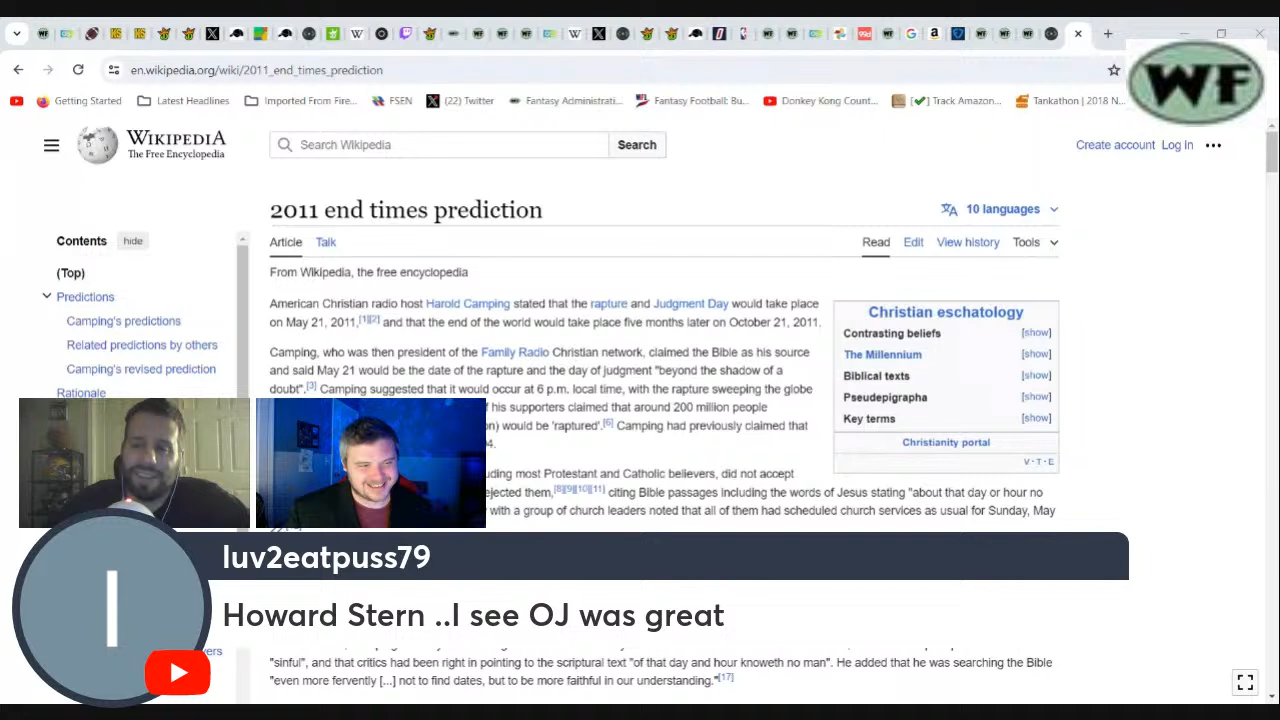 en.wikipedia.org/wiki/2011_end_times_prediction
WF
Getting Started
Latest Headlines
Imported From Fire...
FSEN
(22) Twitter
Fantasy Administrati...
Fantasy Football: Bu...
Donkey Kong Count...
Track Amazon...
Tankathon | 2018 N...
WIKIPEDIA
The Free Encyclopedia
Search Wikipedia
Search
Create account
Log in
2011 end times prediction
10 languages
Contents
hide
Article
Talk
Read
Edit
View history
Tools
(Top)
Predictions
Camping's predictions
Related predictions by others
Camping's revised prediction
Rationale
From Wikipedia, the free encyclopedia
American Christian radio host Harold Camping stated that the rapture and Judgment Day would take place
on May 21, 2011,[1][2] and that the end of the world would take place five months later on October 21, 2011.
Camping, who was then president of the Family Radio Christian network, claimed the Bible as his source
and said May 21 would be the date of the rapture and the day of judgment "beyond the shadow of a
doubt".[3] Camping suggested that it would occur at 6 p.m. local time, with the rapture sweeping the globe
his supporters claimed that around 200 million people
) would be 'raptured'.[6] Camping had previously claimed that
most Protestant and Catholic believers, did not accept
them,[8][9][10][11] citing Bible passages including the words of Jesus stating "about that day or hour no
with a group of church leaders noted that all of them had scheduled church services as usual for Sunday, May
Christian eschatology
Contrasting beliefs [show]
The Millennium [show]
Biblical texts [show]
Pseudepigrapha [show]
Key terms [show]
Christianity portal
V · T · E
I
luv2eatpuss79
Howard Stern ..I see OJ was great
"sinful", and that critics had been right in pointing to the scriptural text "of that day and hour knoweth no man". He added that he was searching the Bible
"even more fervently [...] not to find dates, but to be more faithful in our understanding."[17]